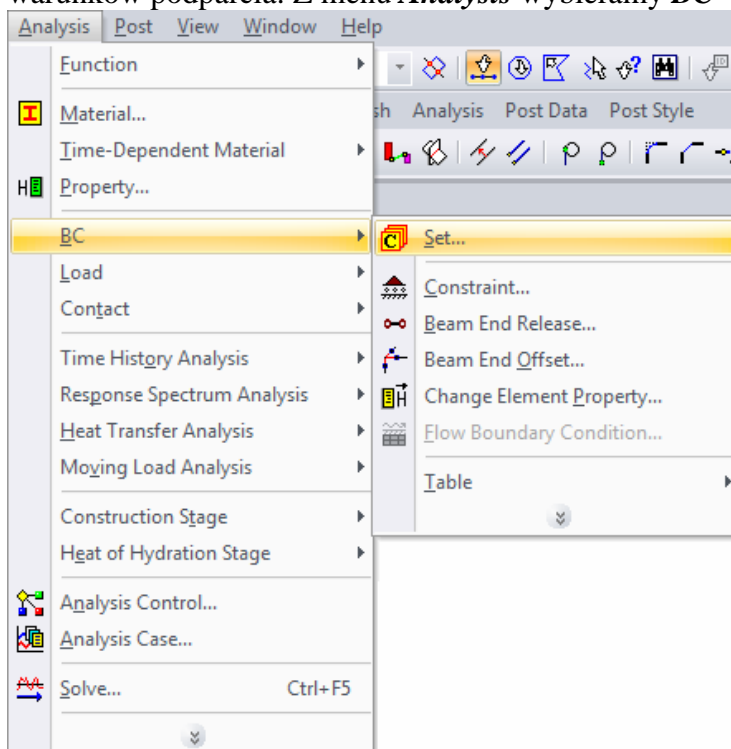 warunków podparcia. Z menu Analysis wybieramy BC
Analysis Post View Window Help
Function
Material...
sh Analysis Post Data Post Style
Time-Dependent Material
Property...
BC
Set...
Load
Constraint...
Contact
Beam End Release...
Time History Analysis
Beam End Offset...
Response Spectrum Analysis
Change Element Property...
Heat Transfer Analysis
Flow Boundary Condition...
Moving Load Analysis
Table
Construction Stage
Heat of Hydration Stage
Analysis Control...
Analysis Case...
Solve... Ctrl+F5